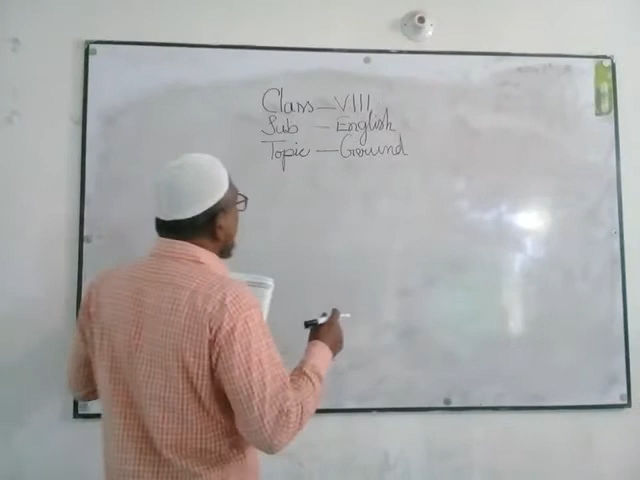 Class – VIII
Sub – English
Topic – Gerund